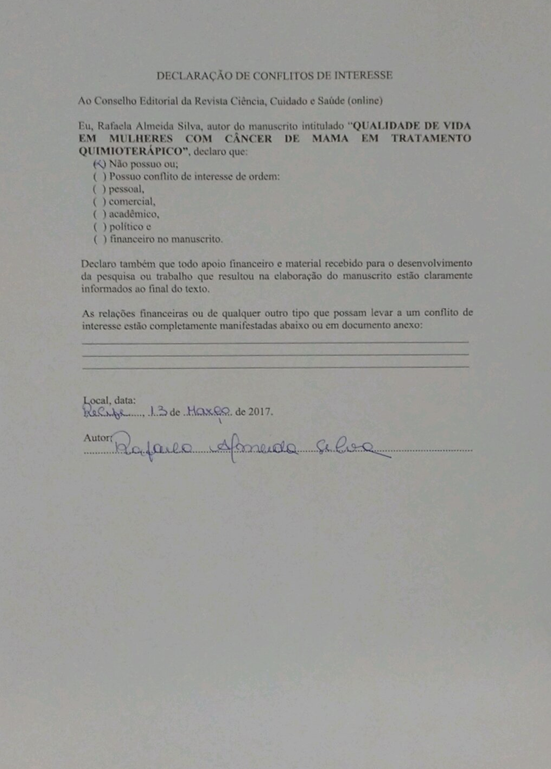 DECLARAÇÃO DE CONFLITOS DE INTERESSE
Ao Conselho Editorial da Revista Ciência, Cuidado e Saúde (online)
Eu, Rafaela Almeida Silva, autor do manuscrito intitulado "QUALIDADE DE VIDA
EM MULHERES COM CÂNCER DE MAMA EM TRATAMENTO
QUIMIOTERÁPICO", declaro que:
(x) Não possuo ou;
( ) Possuo conflito de interesse de ordem:
( ) pessoal,
( ) comercial,
( ) acadêmico,
( ) político e
( ) financeiro no manuscrito.
Declaro também que todo apoio financeiro e material recebido para o desenvolvimento
da pesquisa ou trabalho que resultou na elaboração do manuscrito estão claramente
informados ao final do texto.
As relações financeiras ou de qualquer outro tipo que possam levar a um conflito de
interesse estão completamente manifestadas abaixo ou em documento anexo:
Local, data:
Recife, 13 de Março de 2017.
Autor:
Rafaela Almeida Silva